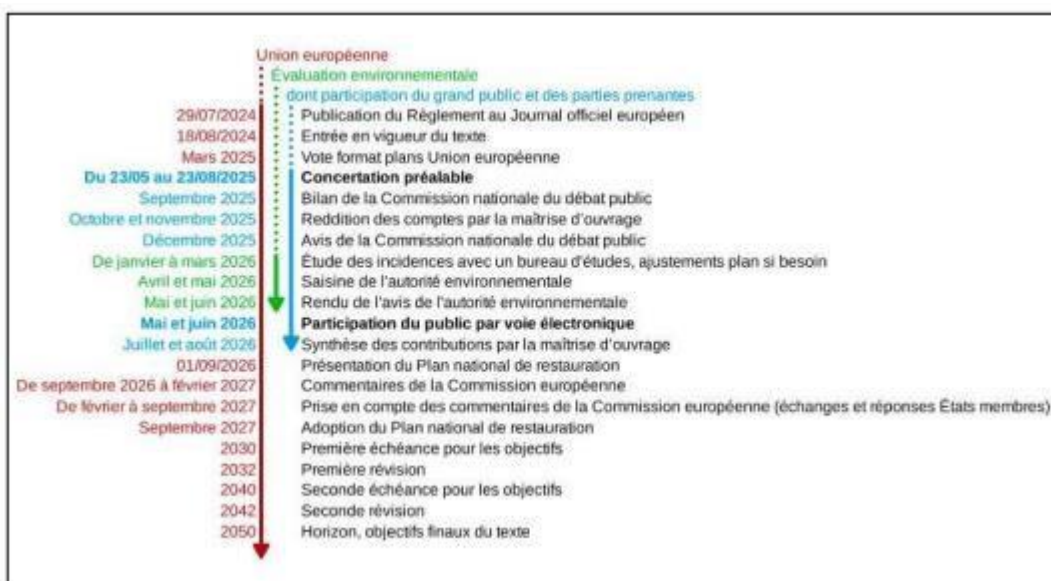 Union européenne
Évaluation environnementale
dont participation du grand public et des parties prenantes
29/07/2024 Publication du Règlement au Journal officiel européen
18/08/2024 Entrée en vigueur du texte
Mars 2025 Vote format plans Union européenne
Du 23/05 au 23/08/2025 Concertation préalable
Septembre 2025 Bilan de la Commission nationale du débat public
Octobre et novembre 2025 Reddition des comptes par la maîtrise d'ouvrage
Décembre 2025 Avis de la Commission nationale du débat public
De janvier à mars 2026 Étude des incidences avec un bureau d'études, ajustements plan si besoin
Avril et mai 2026 Saisine de l'autorité environnementale
Mai et juin 2026 Rendu de l'avis de l'autorité environnementale
Mai et juin 2026 Participation du public par voie électronique
Juillet et août 2026 Synthèse des contributions par la maîtrise d'ouvrage
01/09/2026 Présentation du Plan national de restauration
De septembre 2026 à février 2027 Commentaires de la Commission européenne
De février à septembre 2027 Prise en compte des commentaires de la Commission européenne (échanges et réponses États membres)
Septembre 2027 Adoption du Plan national de restauration
2030 Première échéance pour les objectifs
2032 Première révision
2040 Seconde échéance pour les objectifs
2042 Seconde révision
2050 Horizon, objectifs finaux du texte